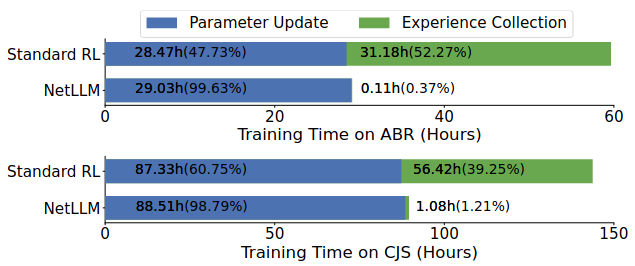 Parameter Update Experience Collection
Standard RL 28.47h(47.73%) 31.18h(52.27%)
NetLLM 29.03h(99.63%) 0.11h(0.37%)
0 20 40 60
Training Time on ABR (Hours)
Standard RL 87.33h(60.75%) 56.42h(39.25%)
NetLLM 88.51h(98.79%) 1.08h(1.21%)
0 50 100 150
Training Time on CJS (Hours)